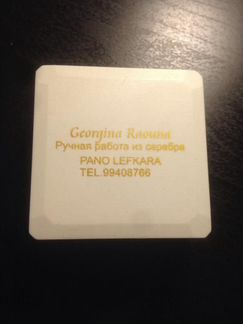 Georgina Raouna
Ручная работа из серебра
PANO LEFKARA
TEL.99408766